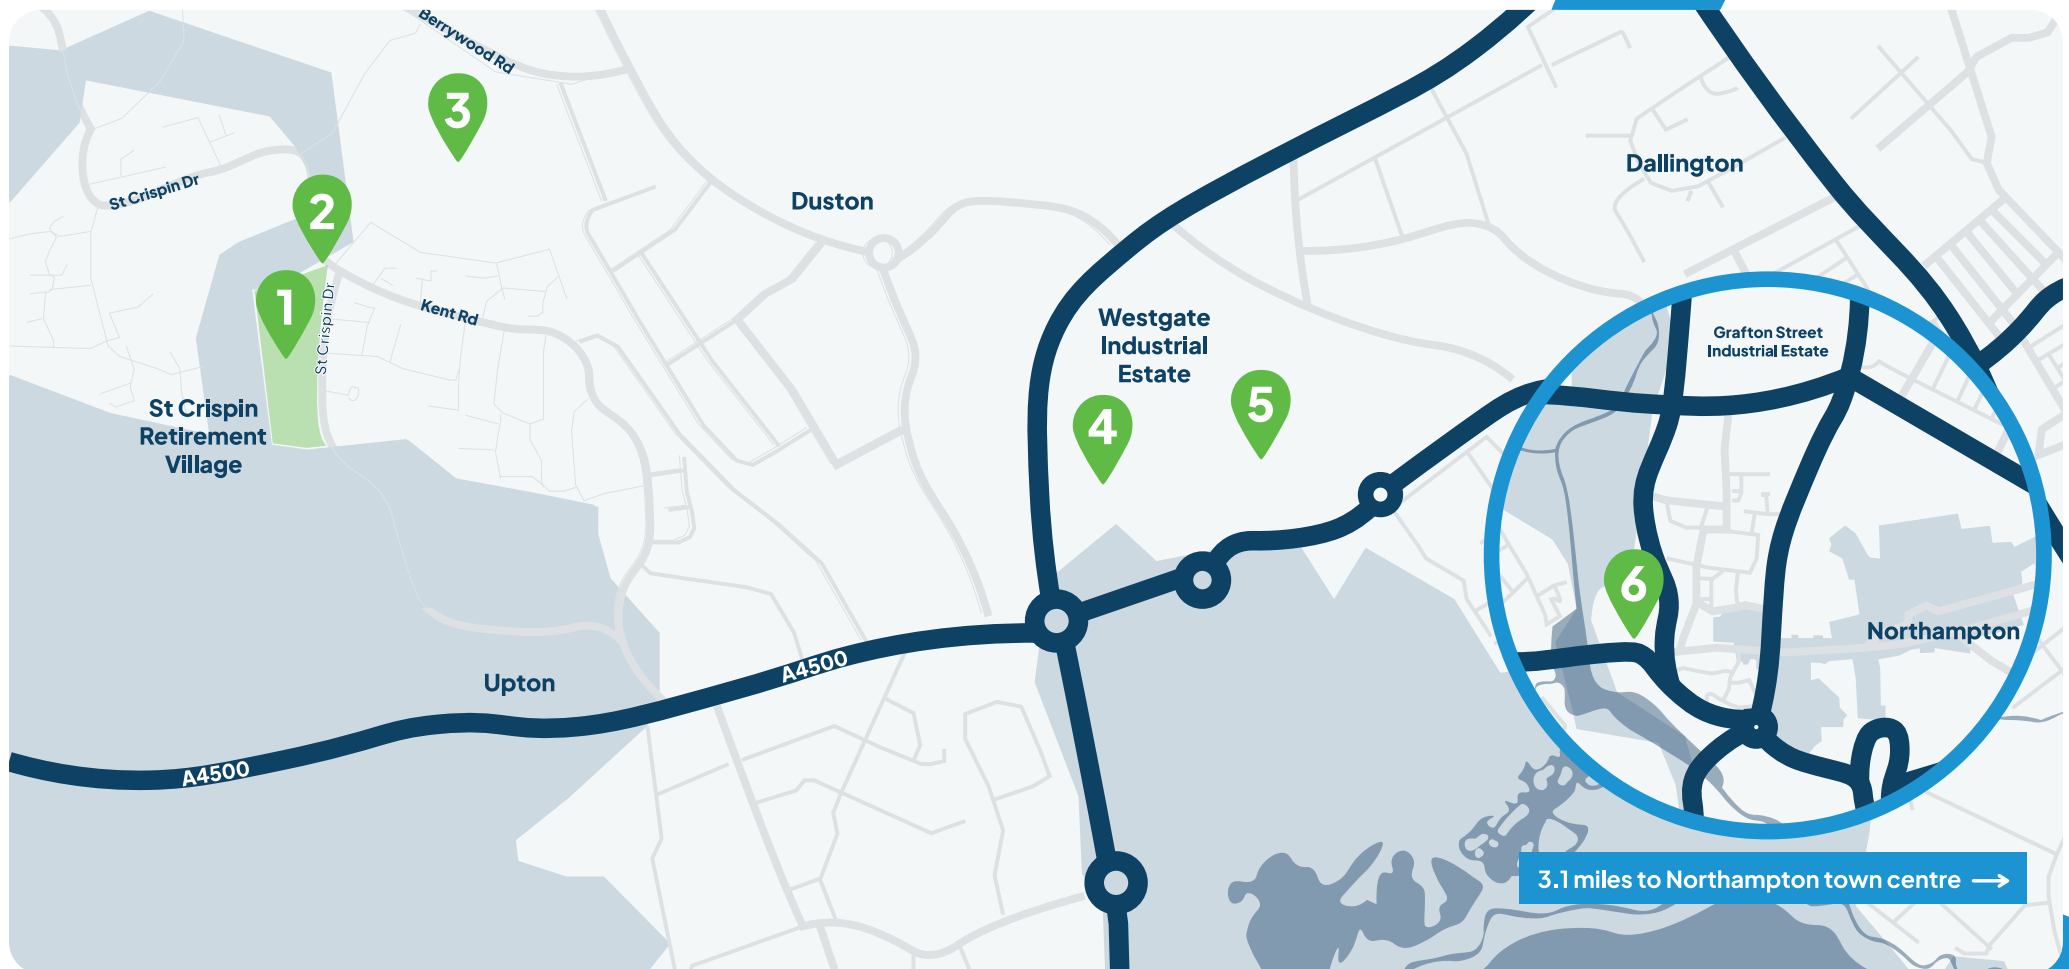 Berrywood Rd
3
St Crispin Dr
2
Duston
Dallington
1
St Crispin Dr
Kent Rd
Westgate
Industrial
Estate
Grafton Street
Industrial Estate
4
5
St Crispin
Retirement
Village
6
Northampton
Upton
A4500
A4500
3.1 miles to Northampton town centre →